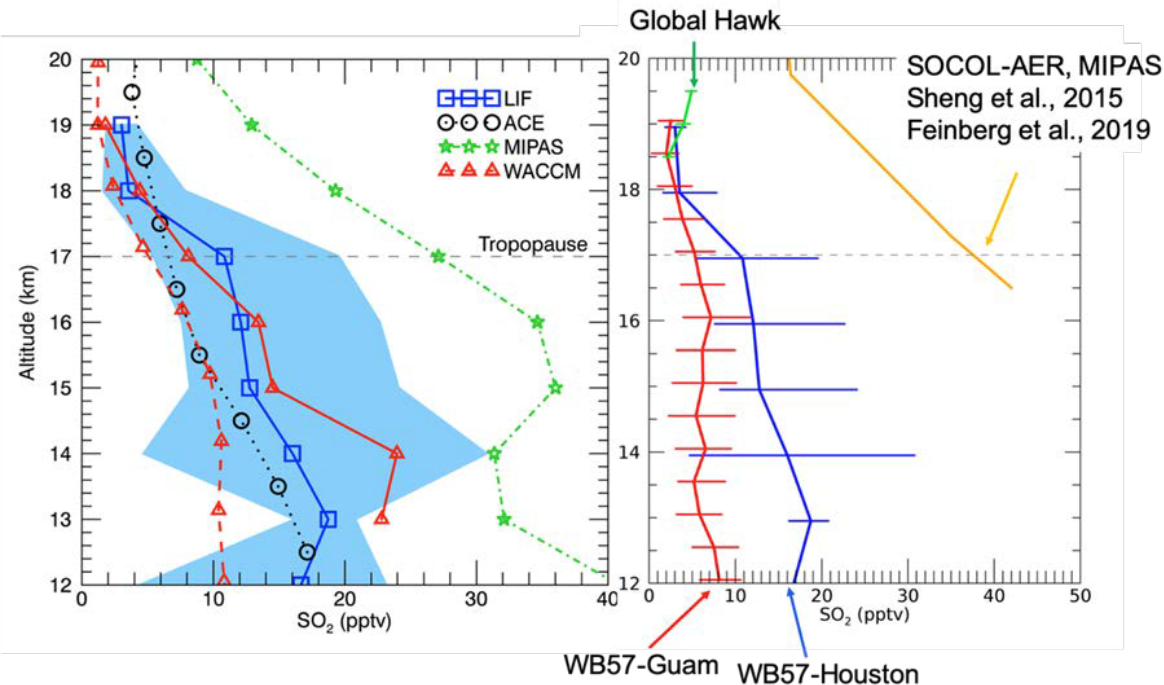 Global Hawk
20
19
18
17
16
15
14
13
12
Altitude (km)
LIF
ACE
MIPAS
WACCM
Tropopause
0
10
20
30
40
SO₂ (pptv)
20
18
16
14
12
SOCOL-AER, MIPAS
Sheng et al., 2015
Feinberg et al., 2019
0
10
20
30
40
50
SO₂ (pptv)
WB57-Guam
WB57-Houston